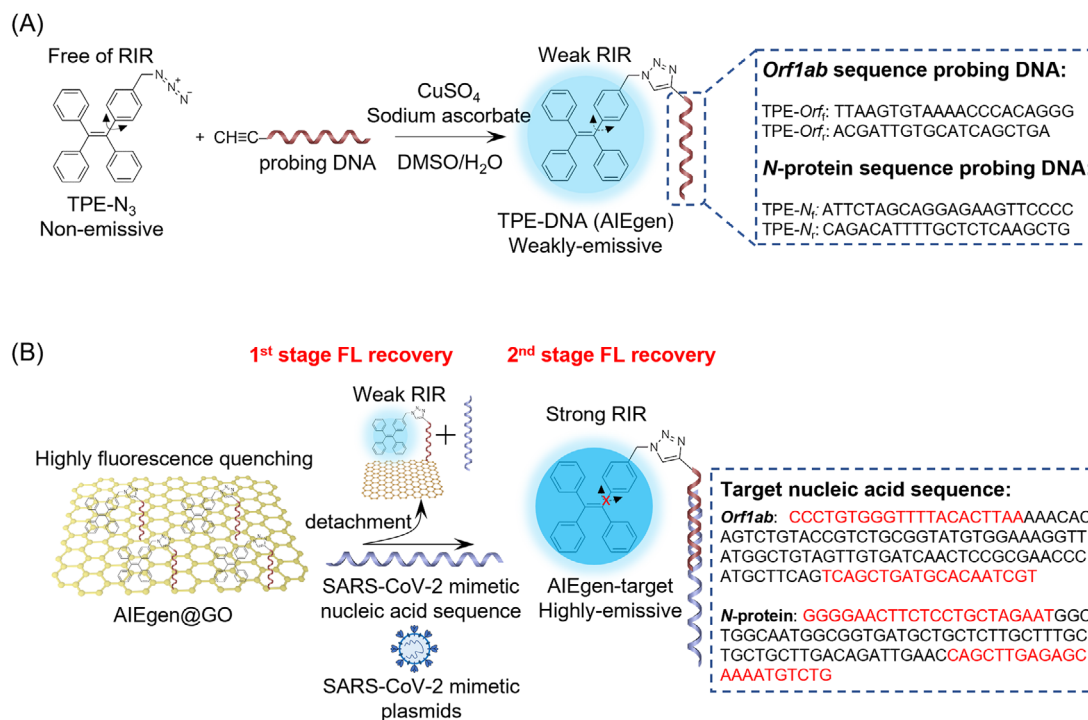 (A)
Free of RIR
N
N
N
+
−
TPE-N3
Non-emissive
+
CH≡C
probing DNA
CuSO4
Sodium ascorbate
DMSO/H2O
Weak RIR
N=N
N
TPE-DNA (AIEgen)
Weakly-emissive
Orf1ab sequence probing DNA:
TPE-Orff: TTAAGTGTAAAACCCACAGGG
TPE-Orfr: ACGATTGTGCATCAGCTGA
N-protein sequence probing DNA:
TPE-Nf: ATTCTAGCAGGAGAAGTTCCCC
TPE-Nr: CAGACATTTTGCTCTCAAGCTG
(B)
1st stage FL recovery
2nd stage FL recovery
Highly fluorescence quenching
AIEgen@GO
Weak RIR
+
detachment
SARS-CoV-2 mimetic
nucleic acid sequence
SARS-CoV-2 mimetic
plasmids
Strong RIR
N=N
N
X
AIEgen-target
Highly-emissive
Target nucleic acid sequence:
Orf1ab: CCCTGTGGGTTTTACACTTAAAAACAC
AGTCTGTACCGTCTGCGGTATGTGGAAAGGTT
ATGGCTGTAGTTGTGATCAACTCCGCGAACCC
ATGCTTCAGTCAGCTGATGCACAATCGT
N-protein: GGGGAACTTCTCCTGCTAGAATGGC
TGGCAATGGCGGTGATGCTGCTCTTGCTTTGC
TGCTGCTTGACAGATTGAACCAGCTTGAGAGC
AAAATGTCTG